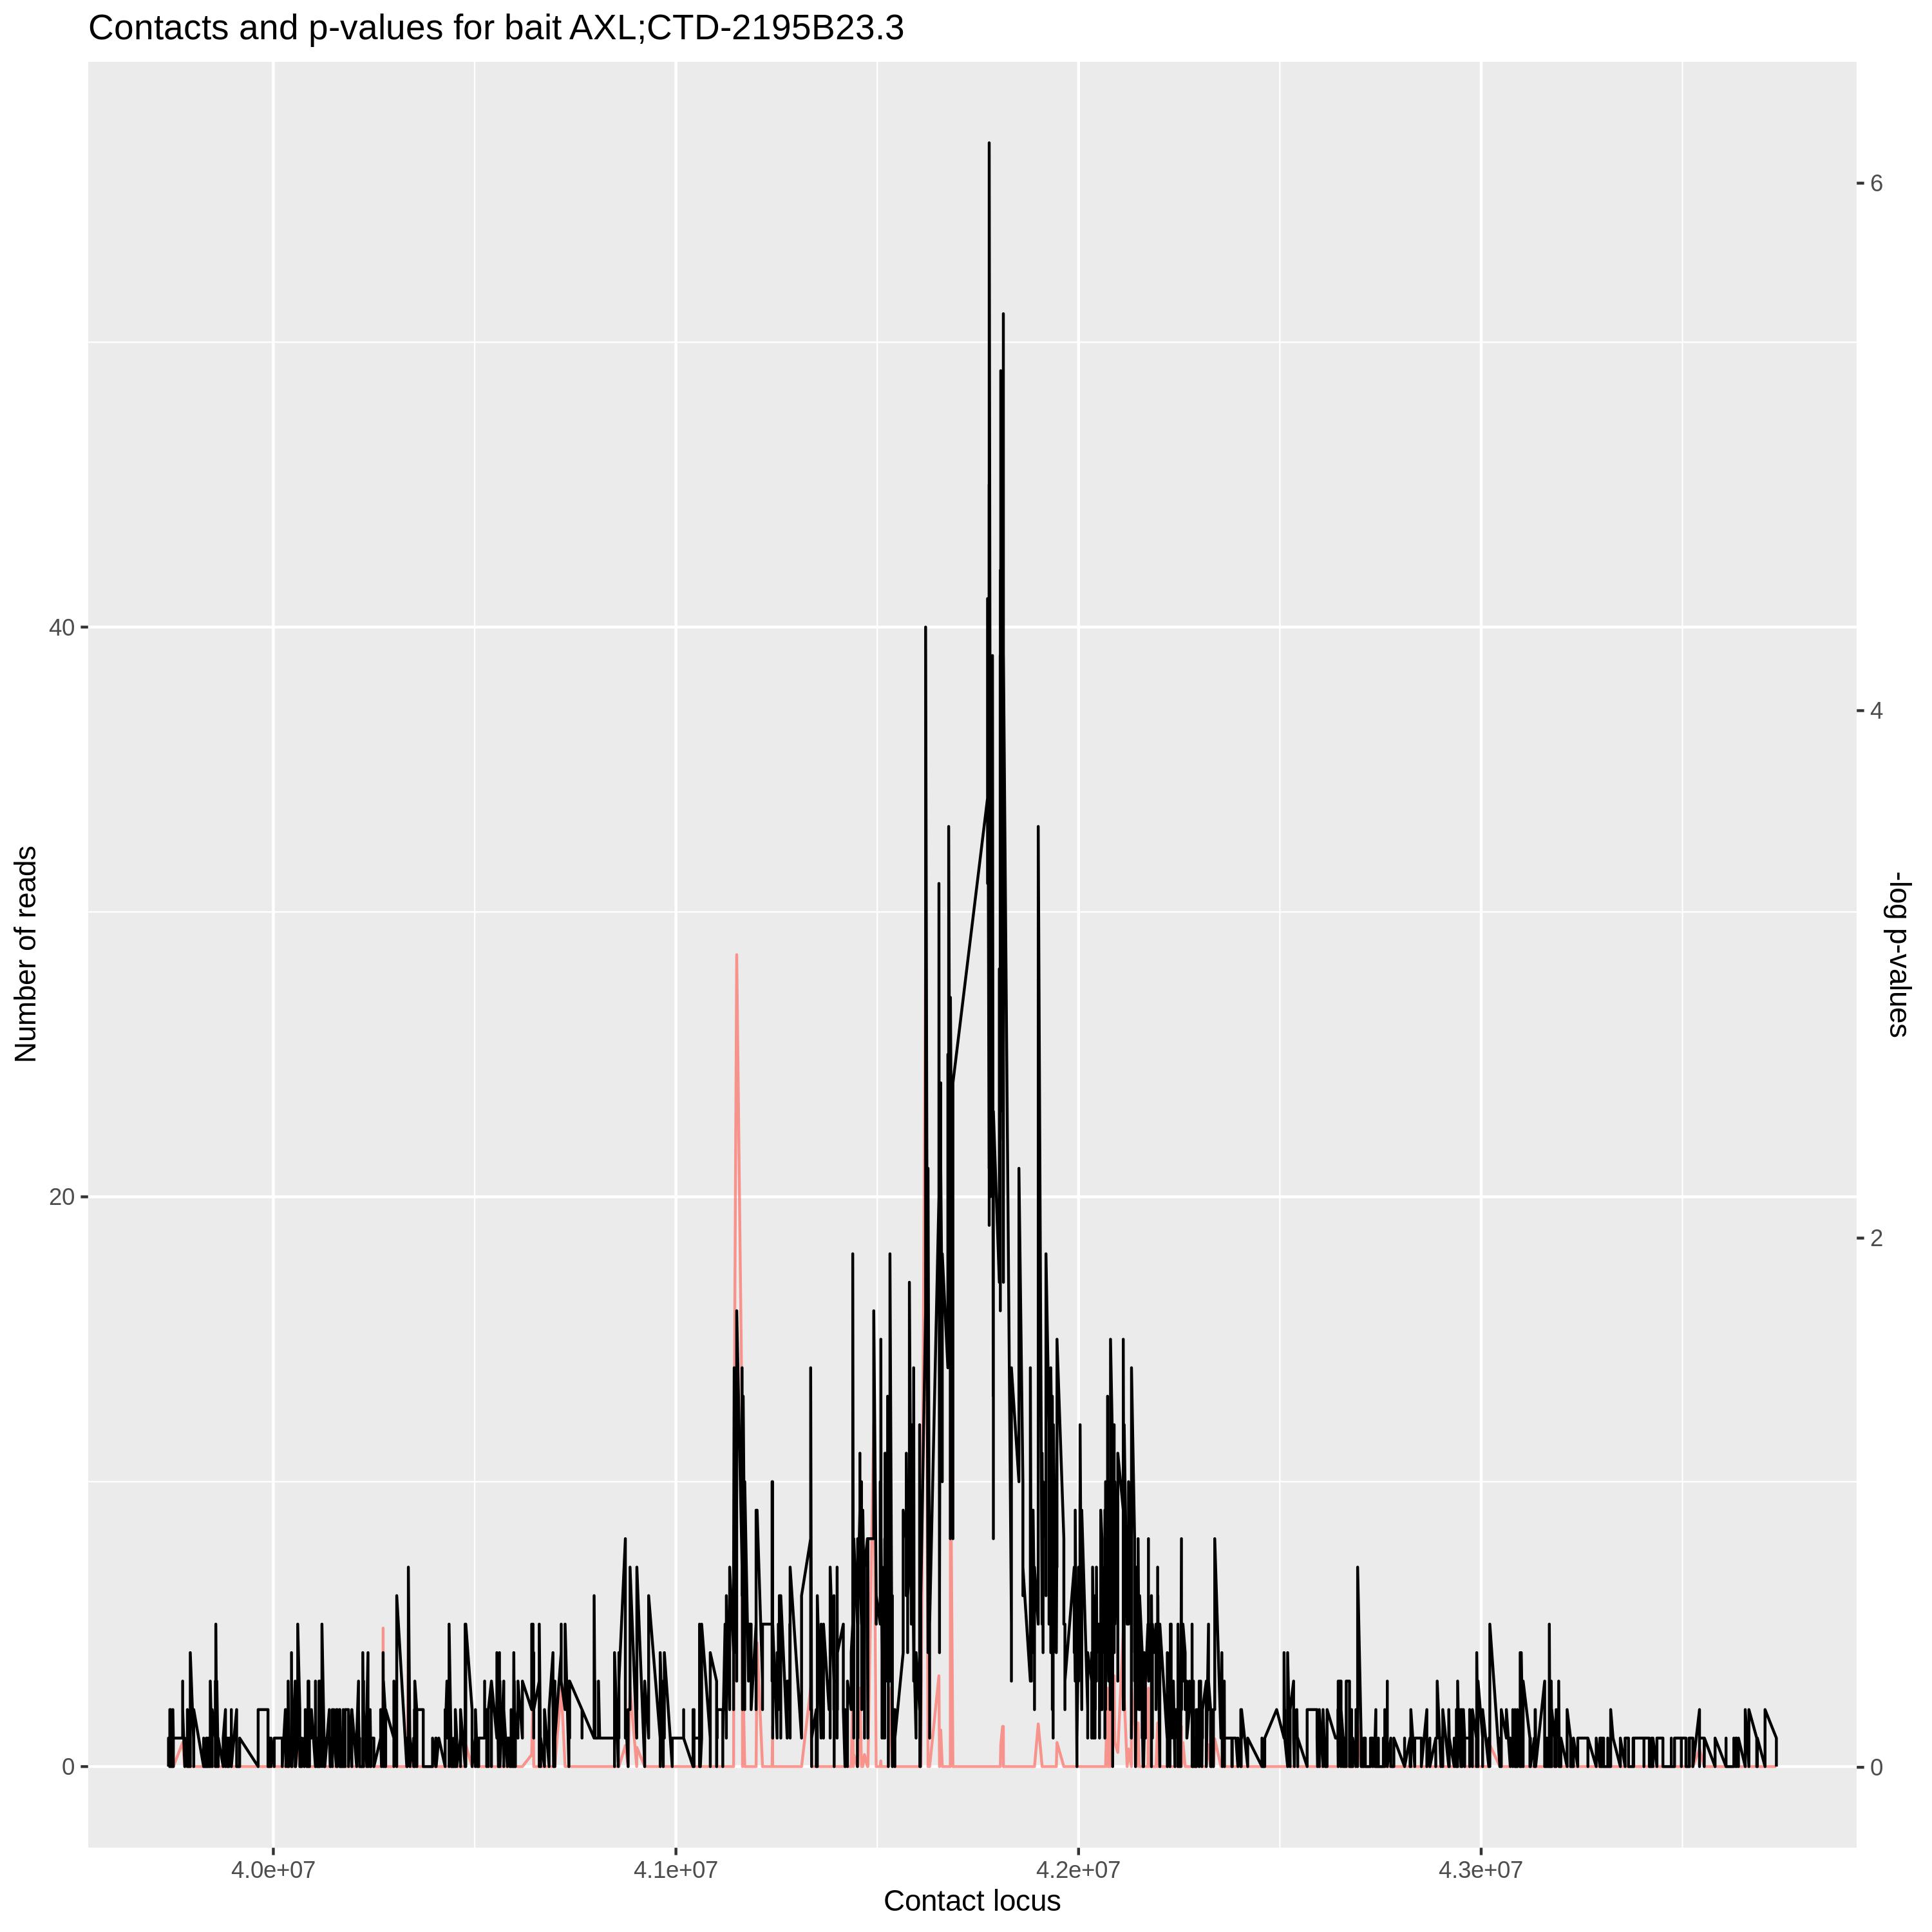 Contacts and p-values for bait AXL;CTD-2195B23.3
Number of reads
40
20
0
6
4
2
0
-log p-values
4.0e+07 4.1e+07 4.2e+07 4.3e+07
Contact locus